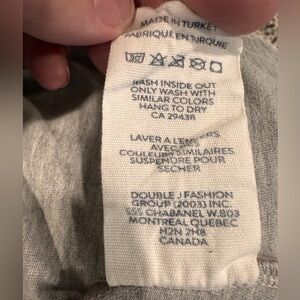 MADE IN TURKEY
FABRIQUÉ EN TURQUIE
WASH INSIDE OUT
ONLY WASH WITH
SIMILAR COLORS
HANG TO DRY
CA 29438
LAVER A L'ENVERS,
AVEC
COULEURS SIMILAIRES
SUSPENDRE POUR
SECHER
DOUBLE J FASHION
GROUP (2003) INC.
555 CHABANEL W.803
MONTREAL QUEBEC
H2N 2H8
CANADA